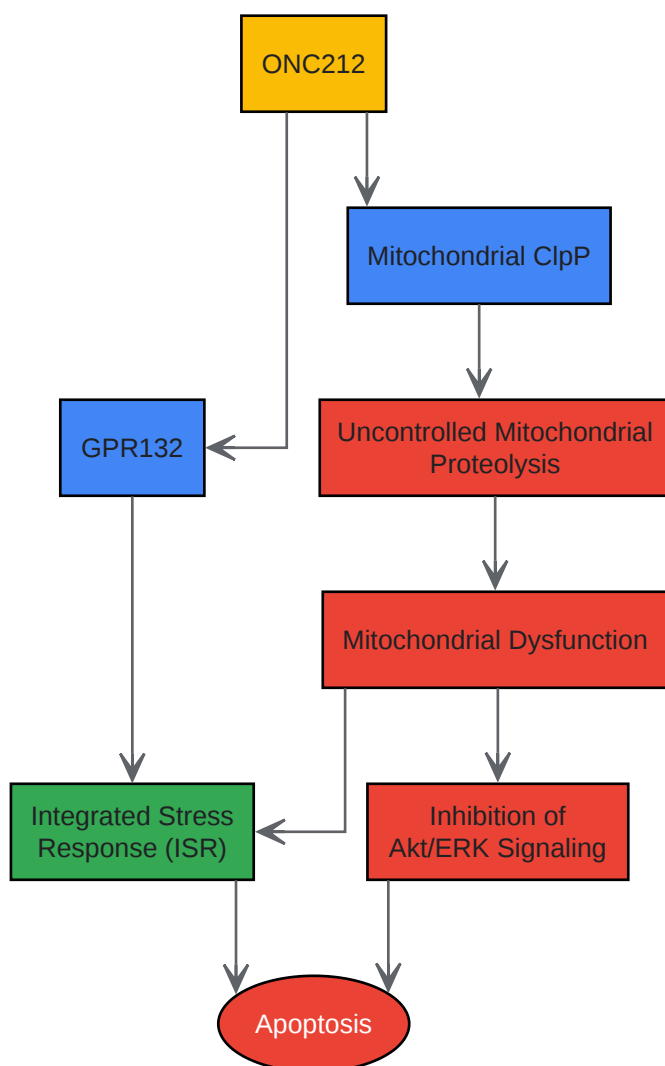 ONC212
Mitochondrial ClpP
GPR132
Uncontrolled Mitochondrial
Proteolysis
Mitochondrial Dysfunction
Integrated Stress
Response (ISR)
Inhibition of
Akt/ERK Signaling
Apoptosis